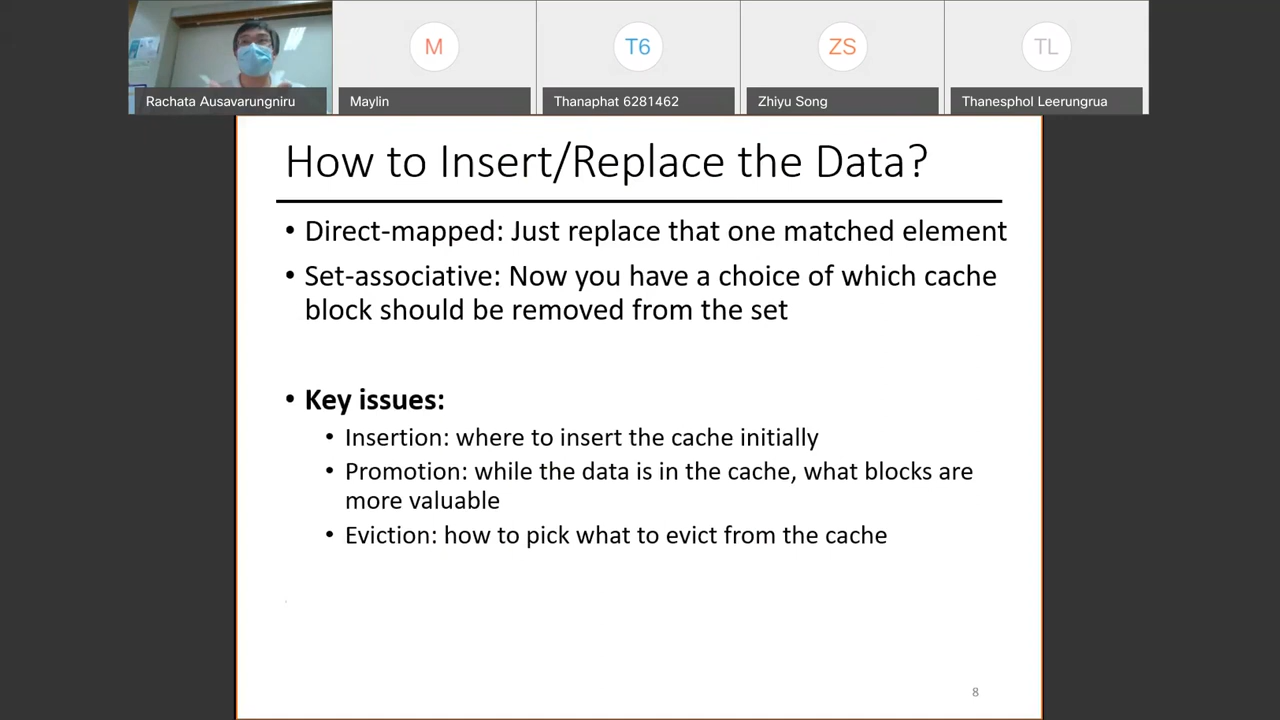 M
T6
ZS
TL
Rachata Ausavarungniru
Maylin
Thanaphat 6281462
Zhiyu Song
Thanesphol Leerungrua
How to Insert/Replace the Data?
• Direct-mapped: Just replace that one matched element
• Set-associative: Now you have a choice of which cache
block should be removed from the set
• Key issues:
• Insertion: where to insert the cache initially
• Promotion: while the data is in the cache, what blocks are
more valuable
• Eviction: how to pick what to evict from the cache
8